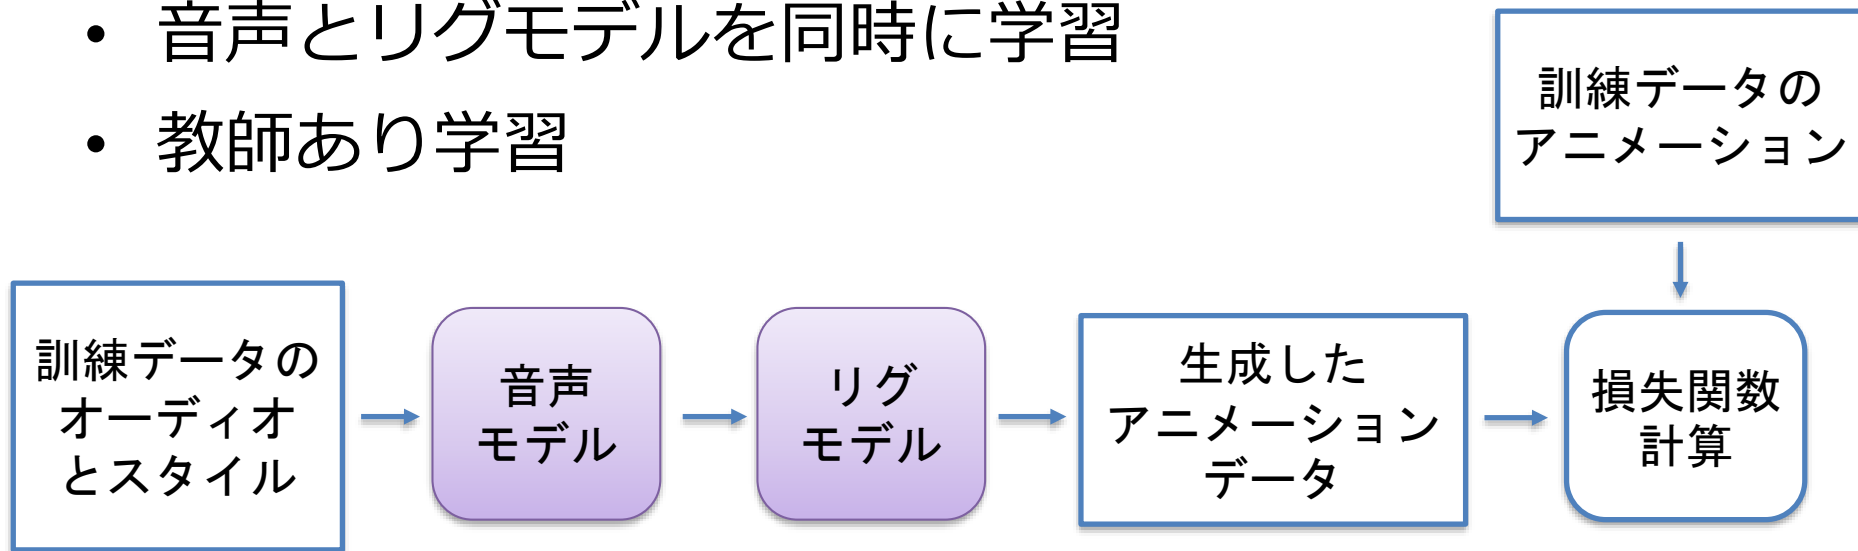 • 音声とリグモデルを同時に学習
• 教師あり学習
訓練データの
アニメーション
訓練データの
オーディオ
とスタイル
音声
モデル
リグ
モデル
生成した
アニメーション
データ
損失関数
計算